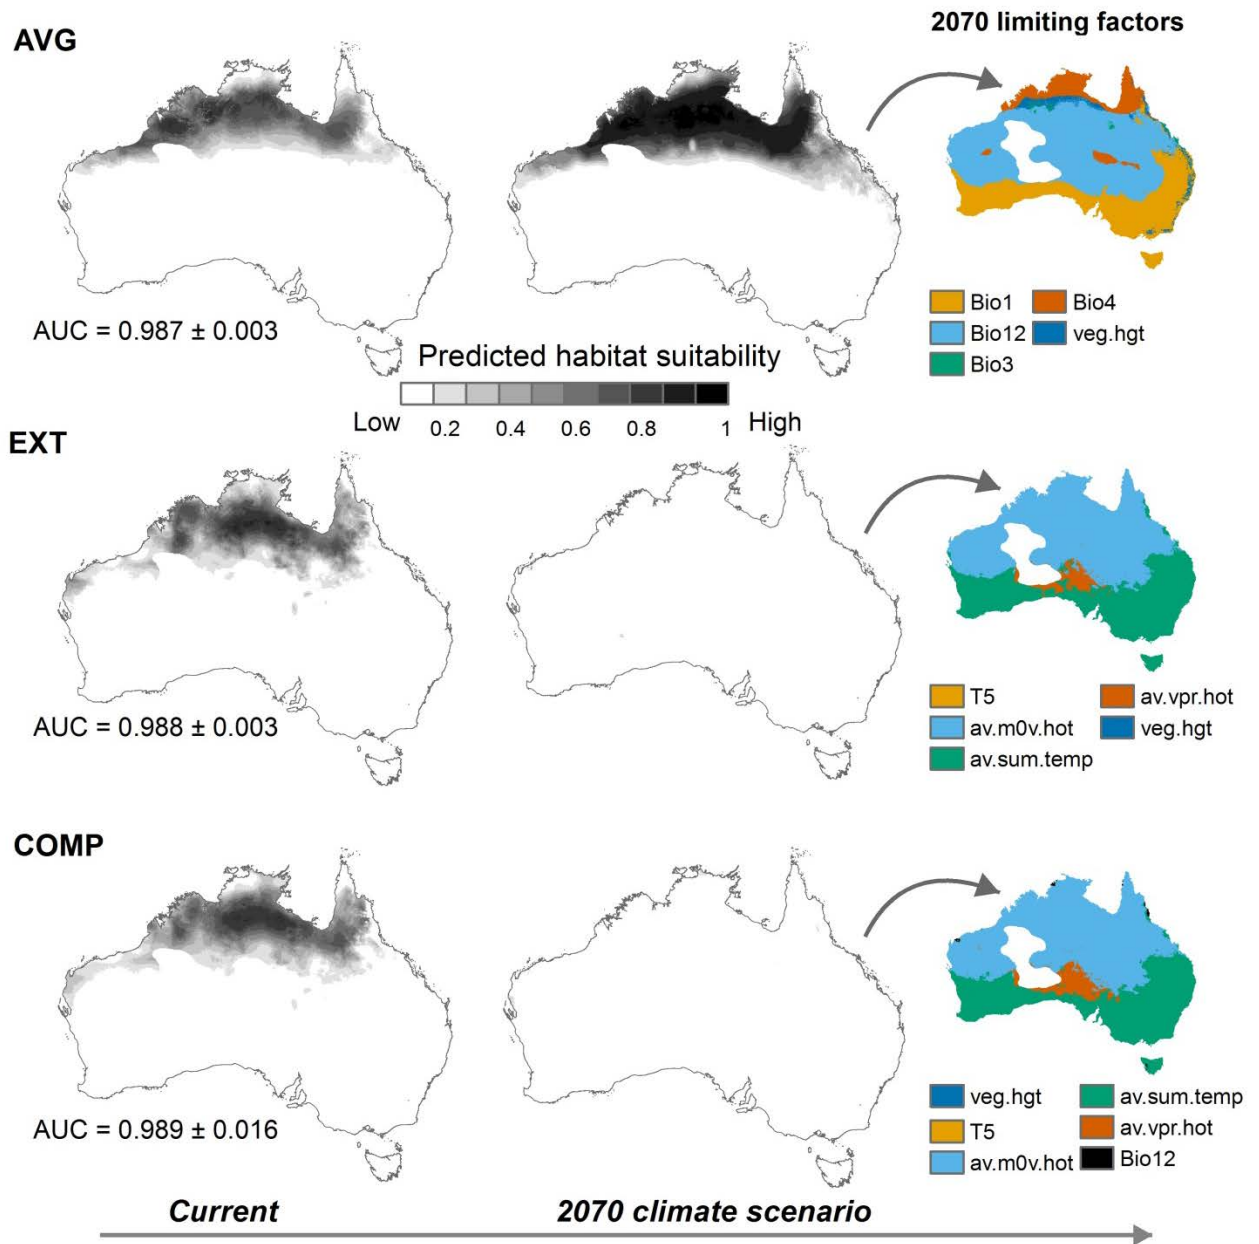 AVG
2070 limiting factors
Bio1
Bio4
Bio12
veg.hgt
Bio3
AUC = 0.987 ± 0.003
Predicted habitat suitability
Low
0.2
0.4
0.6
0.8
1
High
EXT
T5
av.vpr.hot
av.m0v.hot
veg.hgt
av.sum.temp
AUC = 0.988 ± 0.003
COMP
veg.hgt
av.sum.temp
T5
av.vpr.hot
av.m0v.hot
Bio12
AUC = 0.989 ± 0.016
Current
2070 climate scenario